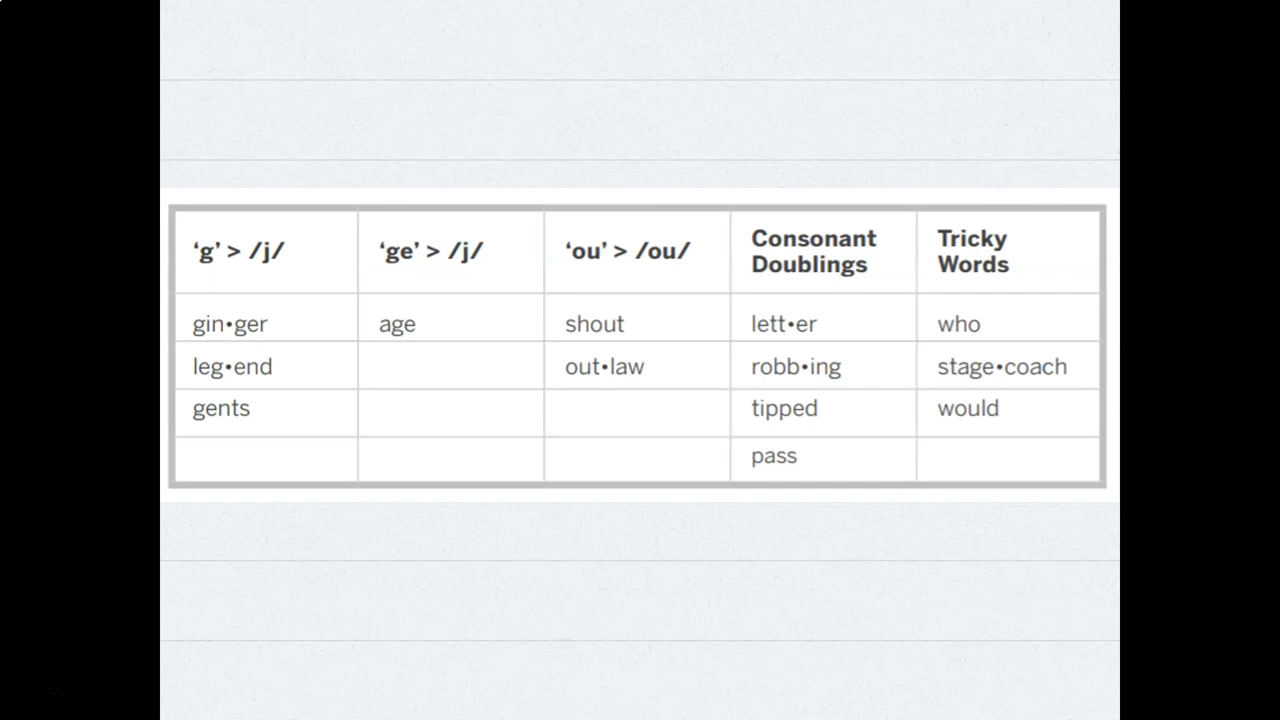 ‘g’ > /j/ ‘ge’ > /j/ ‘ou’ > /ou/ Consonant Doublings Tricky Words
gin•ger age shout lett•er who
leg•end out•law robb•ing stage•coach
gents tipped would
pass